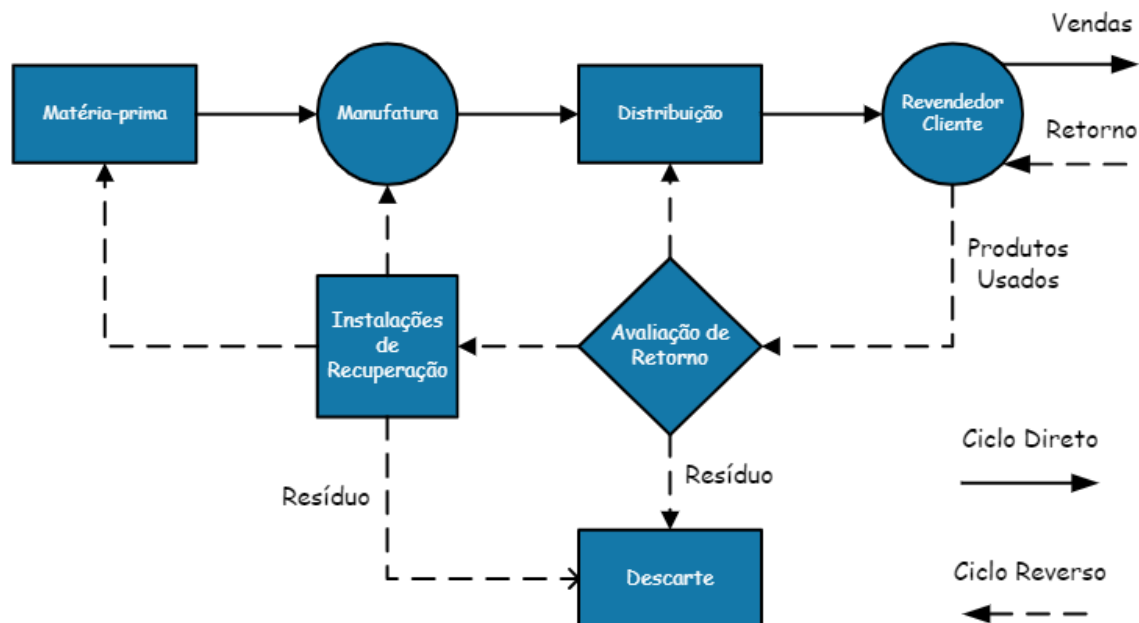 Vendas
Matéria-prima
Manufatura
Distribuição
Revendedor
Cliente
Retorno
Produtos
Usados
Instalações
de
Recuperação
Avaliação de
Retorno
Ciclo Direto
Resíduo
Resíduo
Descarte
Ciclo Reverso